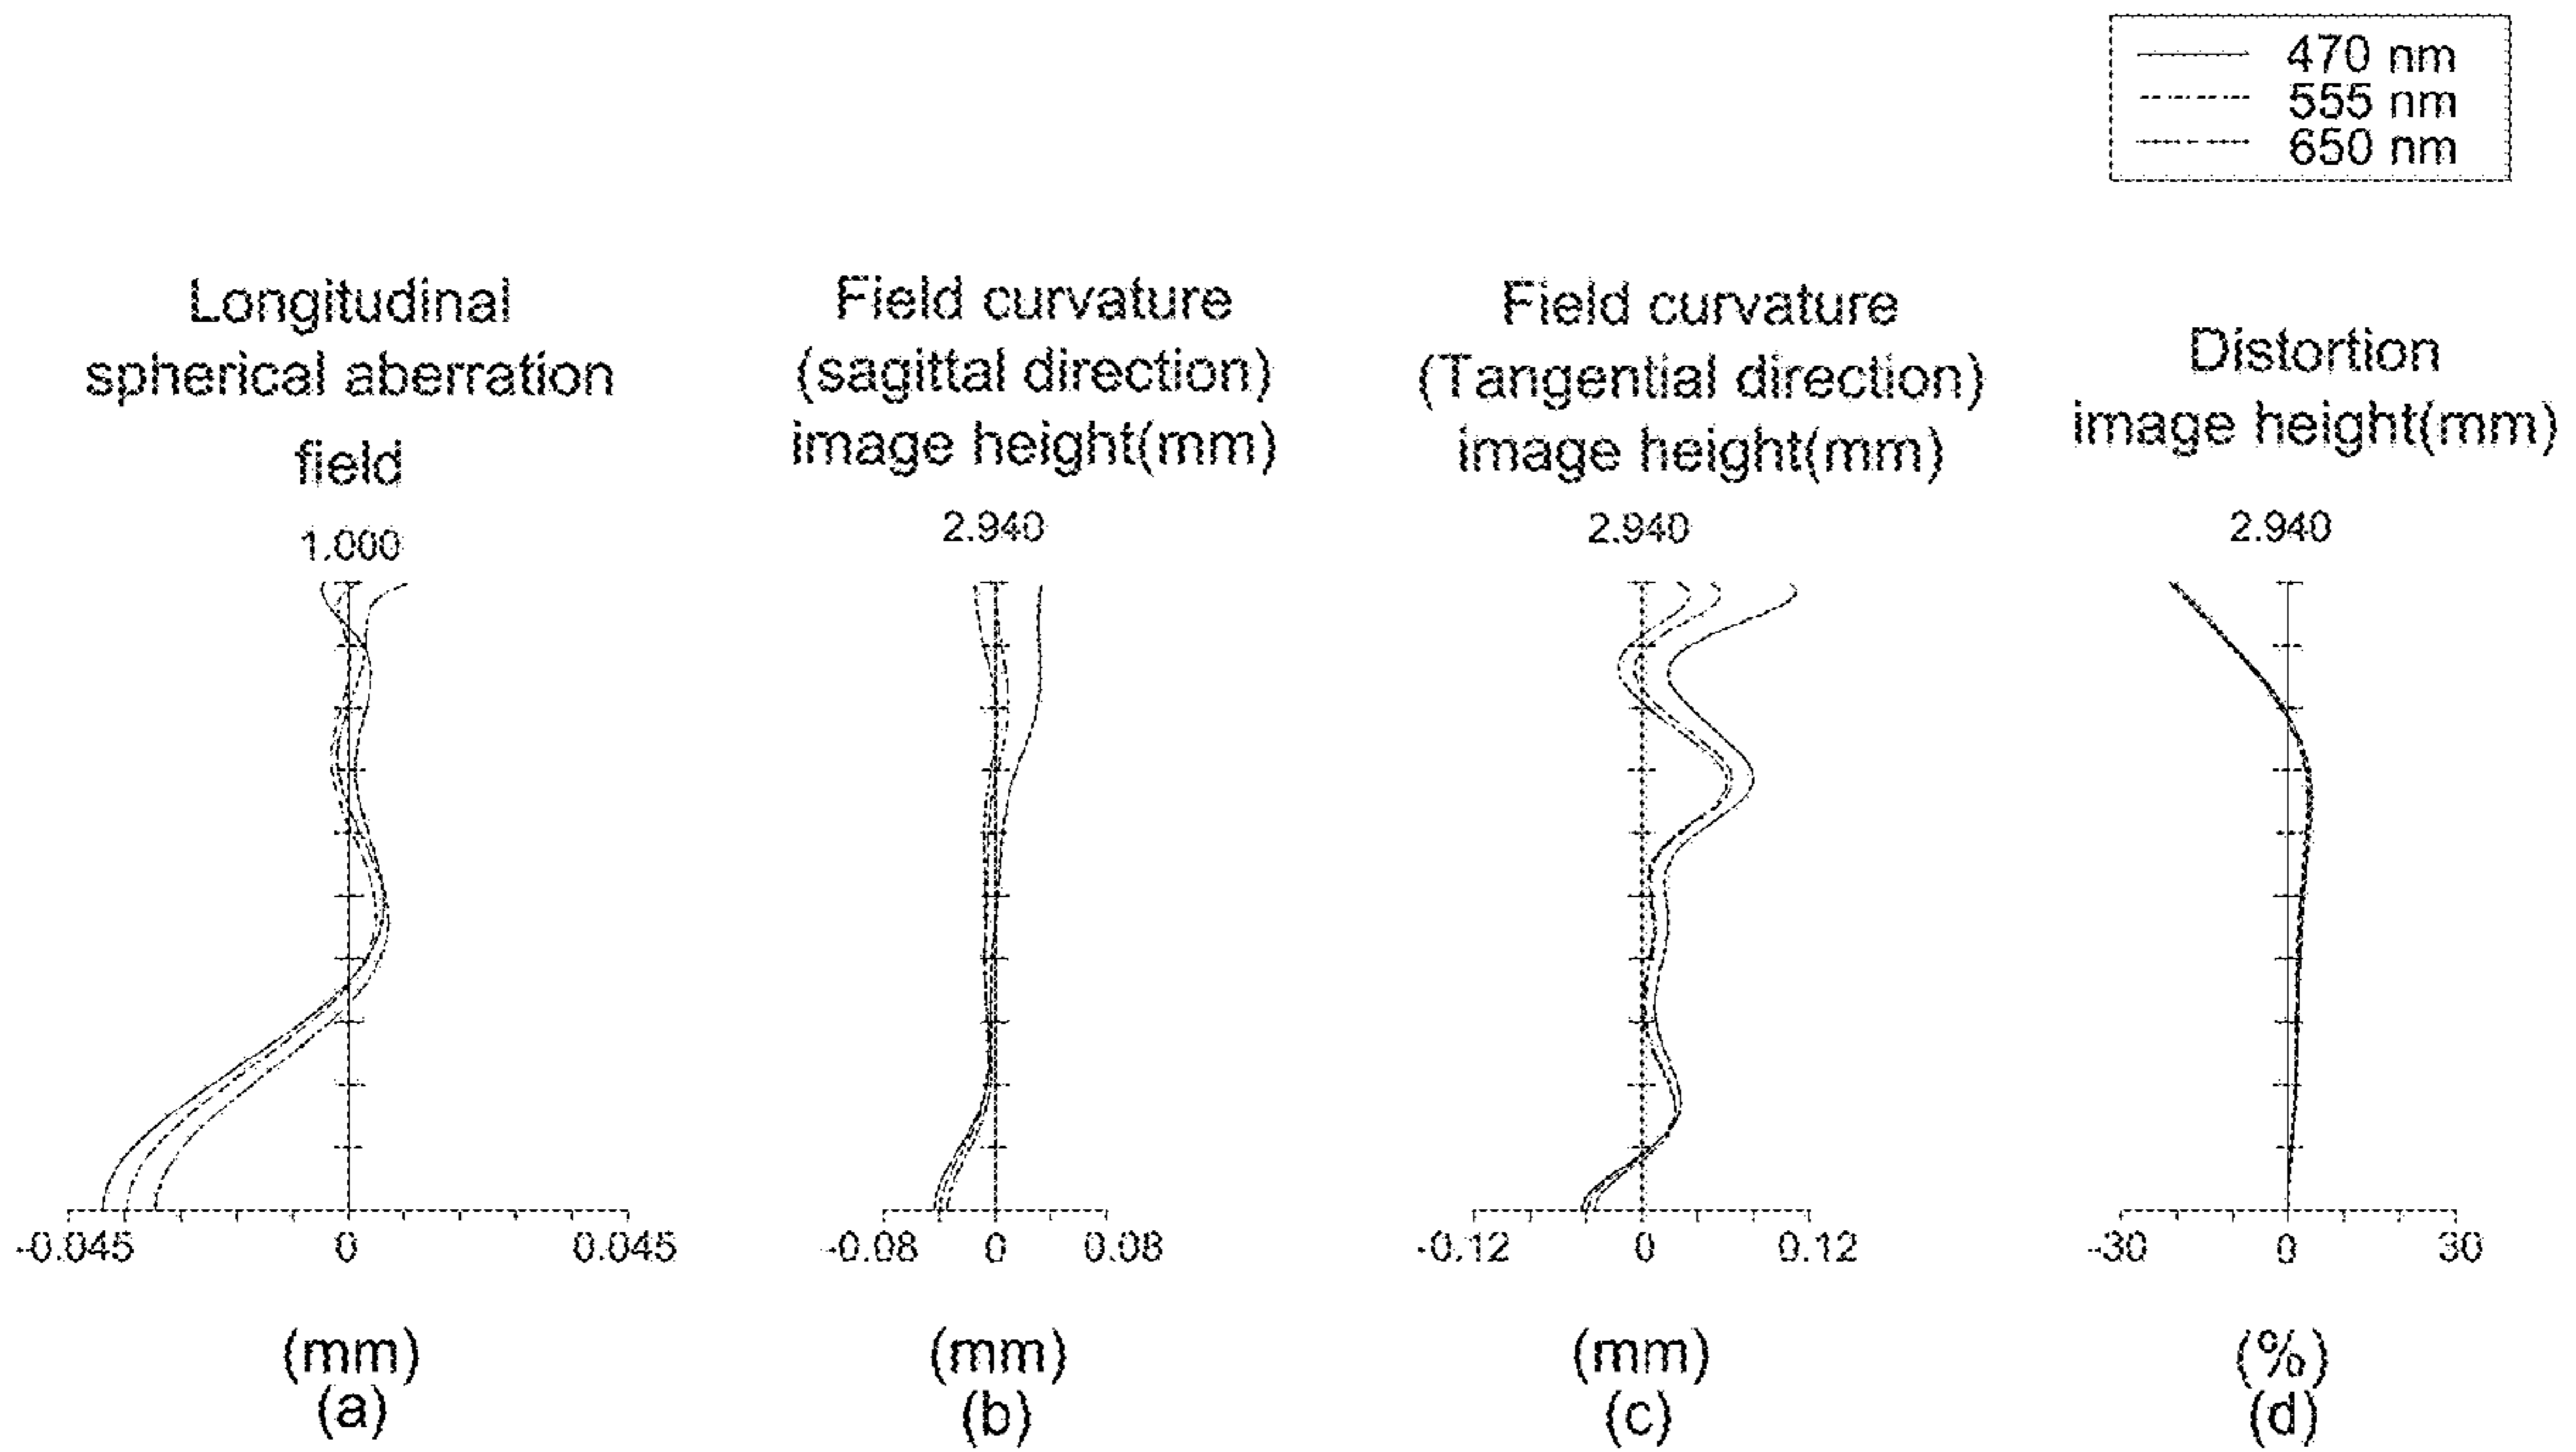 470 nm
555 nm
650 nm
Longitudinal
spherical aberration
field
1.000
Field curvature
(sagittal direction)
image height(mm)
2.940
Field curvature
(Tangential direction)
image height(mm)
2.940
Distortion
image height(mm)
2.940
-0.045 0 0.045
(mm)
(a)
-0.08 0 0.08
(mm)
(b)
-0.12 0 0.12
(mm)
(c)
-30 0 30
(%)
(d)